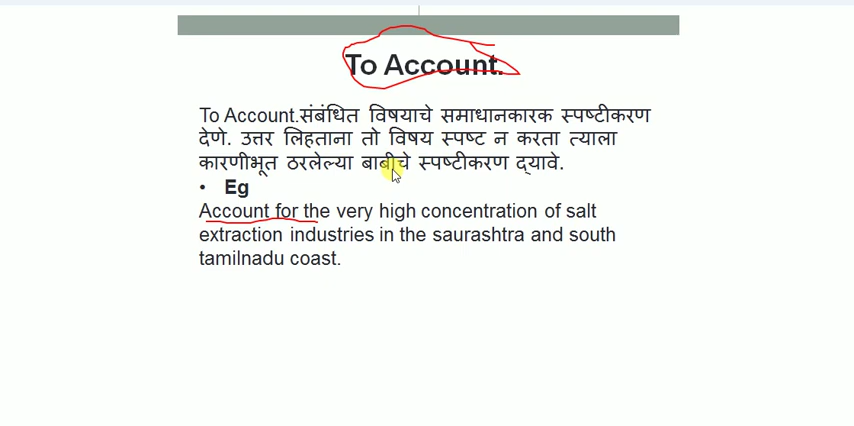 To Account.
To Account.संबंधित विषयाचे समाधानकारक स्पष्टीकरण
देणे. उत्तर लिहताना तो विषय स्पष्ट न करता त्याला
कारणीभूत ठरलेल्या बाबींचे स्पष्टीकरण द्यावे.
• Eg
Account for the very high concentration of salt
extraction industries in the saurashtra and south
tamilnadu coast.